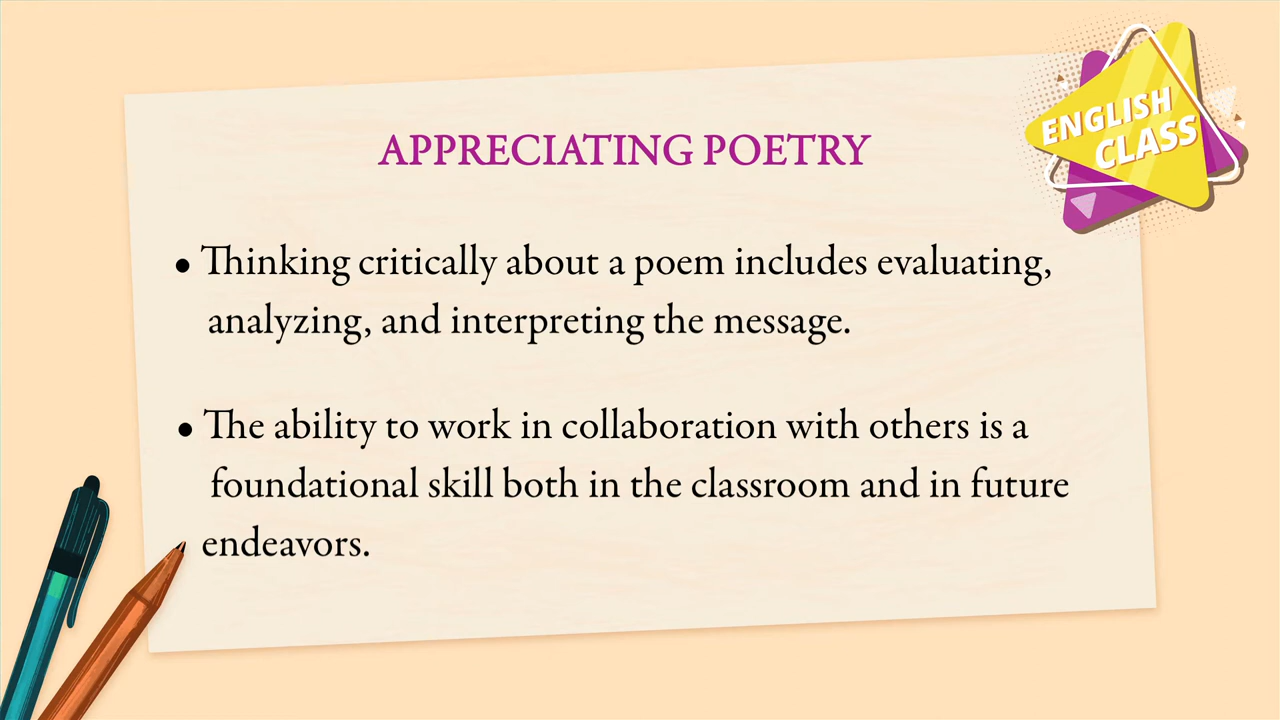 ENGLISH
CLASS
APPRECIATING POETRY
• Thinking critically about a poem includes evaluating,
analyzing, and interpreting the message.
• The ability to work in collaboration with others is a
foundational skill both in the classroom and in future
endeavors.